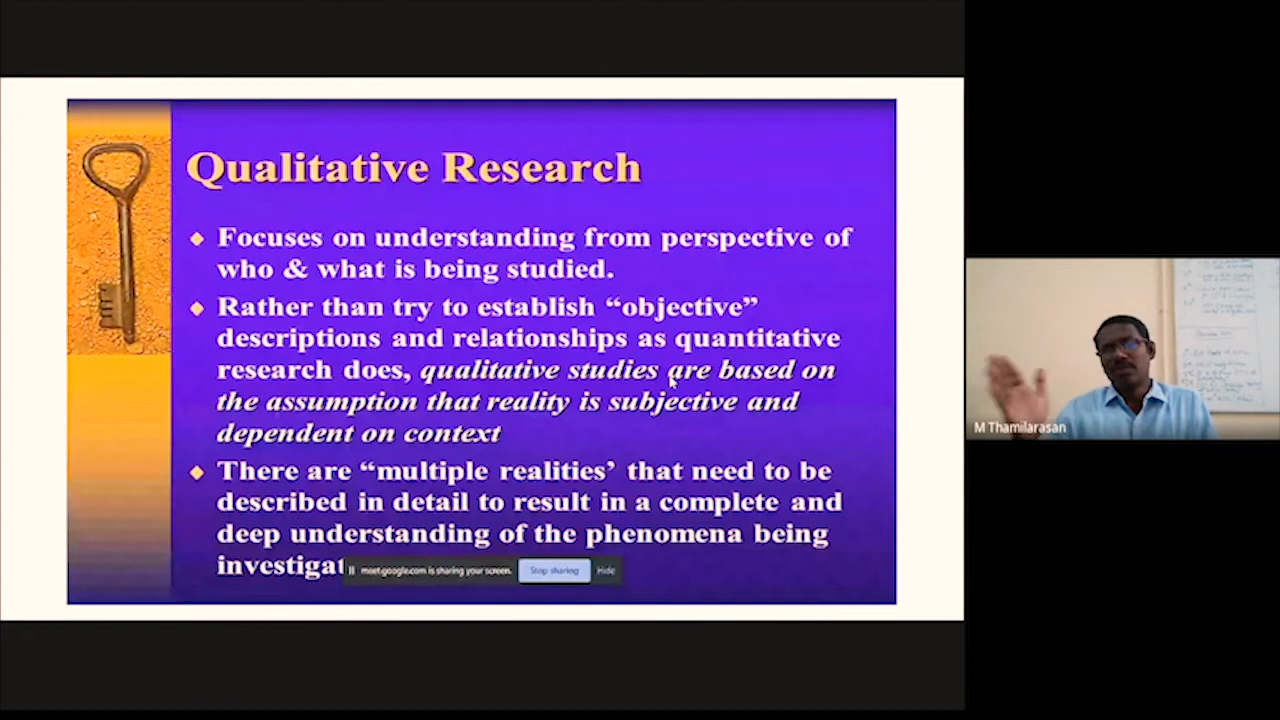 Qualitative Research
Focuses on understanding from perspective of
who & what is being studied.
Rather than try to establish “objective”
descriptions and relationships as quantitative
research does, qualitative studies are based on
the assumption that reality is subjective and
dependent on context
There are “multiple realities’ that need to be
described in detail to result in a complete and
deep understanding of the phenomena being
investigat
meet.google.com is sharing your screen.
Stop sharing
Hide
M Thamilarasan